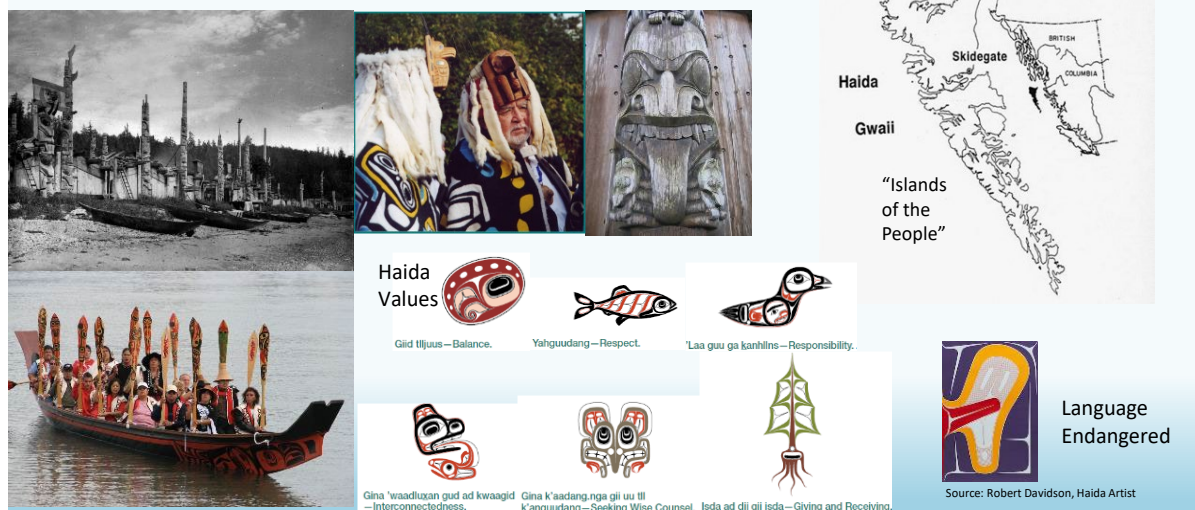 BRITISH
COLUMBIA
Skidegate
Haida
Gwaii
“Islands
of the
People”
Haida
Values
Giid tlljuus—Balance.
Yahguudang—Respect.
'Laa guu ga ḵanhllns—Responsibility.
Gina 'waadluxan gud ad kwaagid
—Interconnectedness.
Gina k'aadang.nga gii uu tll
k'anguudang—Seeking Wise Counsel
Isda ad dii gii isda—Giving and Receiving.
Language
Endangered
Source: Robert Davidson, Haida Artist